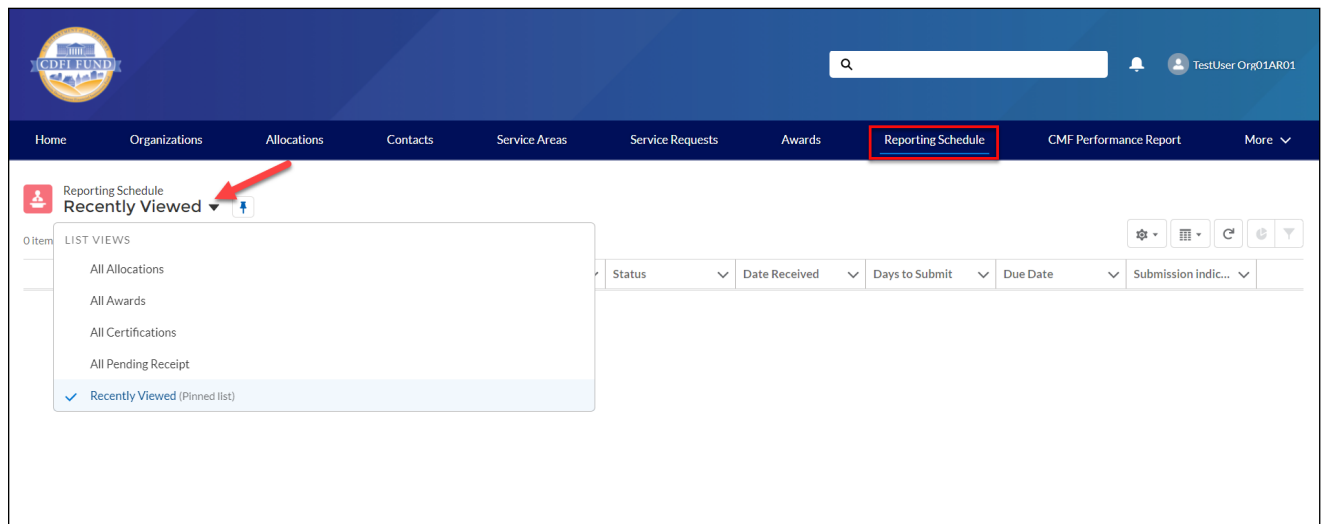 CDFI FUND
TestUser Org01AR01
Home Organizations Allocations Contacts Service Areas Service Requests Awards Reporting Schedule CMF Performance Report More
Reporting Schedule
Recently Viewed
0 item
LIST VIEWS
All Allocations
All Awards
All Certifications
All Pending Receipt
Recently Viewed (Pinned list)
Status Date Received Days to Submit Due Date Submission indic...